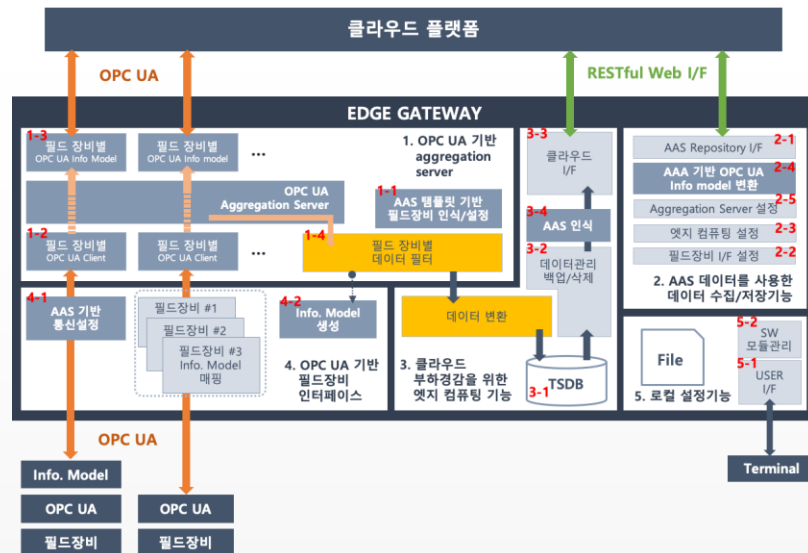 클라우드 플랫폼
OPC UA
RESTful Web I/F
EDGE GATEWAY
1-3
필드 장비별
OPC UA Info Model
필드 장비별
OPC UA Info model
...
1. OPC UA 기반
aggregation
server
OPC UA
Aggregation Server
1-1
AAS 탬플릿 기반
필드장비 인식/설정
1-2
필드 장비별
OPC UA Client
필드 장비별
OPC UA Client
...
1-4
필드 장비별
데이터 필터
3-3
클라우드
I/F
3-4
AAS 인식
3-2
데이터관리
백업/삭제
AAS Repository I/F
2-1
AAA 기반 OPC UA
Info model 변환
2-4
Aggregation Server 설정
2-5
엣지 컴퓨팅 설정
2-3
필드장비 I/F 설정
2-2
2. AAS 데이터를 사용한
데이터 수집/저장기능
4-1
AAS 기반
통신설정
필드장비 #1
필드장비 #2
필드장비 #3
Info. Model
매핑
4-2
Info. Model
생성
4. OPC UA 기반
필드장비
인터페이스
데이터 변환
3. 클라우드
부하경감을 위한
엣지 컴퓨팅 기능
TSDB
3-1
File
5-2
SW
모듈관리
5-1
USER
I/F
5. 로컬 설정기능
OPC UA
Info. Model
OPC UA
필드장비
OPC UA
필드장비
Terminal